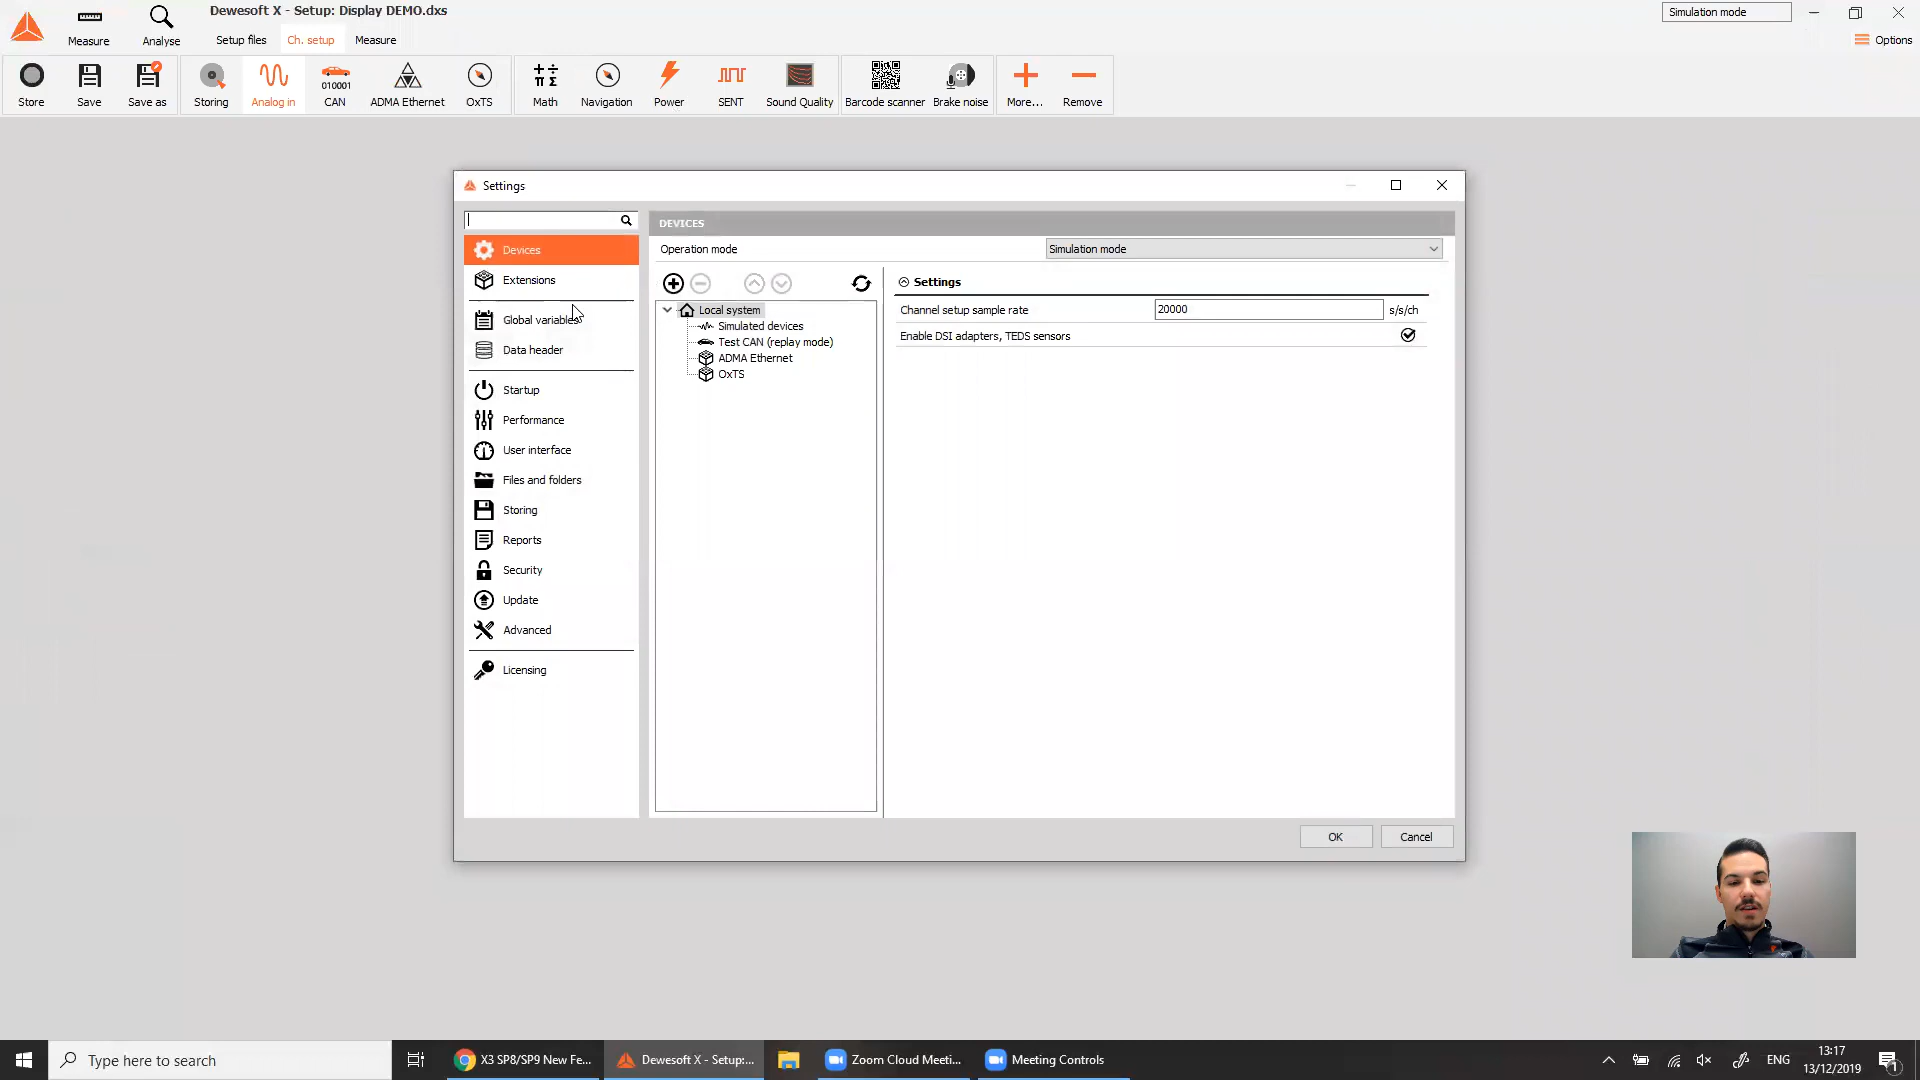 Dewesoft X - Setup: Display DEMO.dxs
Simulation mode
Measure
Analyse
Setup files
Ch. setup
Measure
Options
Store
Save
Save as
Storing
Analog in
010001
CAN
ADMA Ethernet
OxTS
Math
Navigation
Power
SENT
Sound Quality
Barcode scanner
Brake noise
More...
Remove
Settings
Devices
Extensions
Global variables
Data header
Startup
Performance
User interface
Files and folders
Storing
Reports
Security
Update
Advanced
Licensing
DEVICES
Operation mode
Simulation mode
Local system
Simulated devices
Test CAN (replay mode)
ADMA Ethernet
OxTS
Settings
Channel setup sample rate
20000
s/s/ch
Enable DSI adapters, TEDS sensors
OK
Cancel
Type here to search
X3 SP8/SP9 New Fe...
Dewesoft X - Setup:...
Zoom Cloud Meeti...
Meeting Controls
ENG
13:17
13/12/2019
1